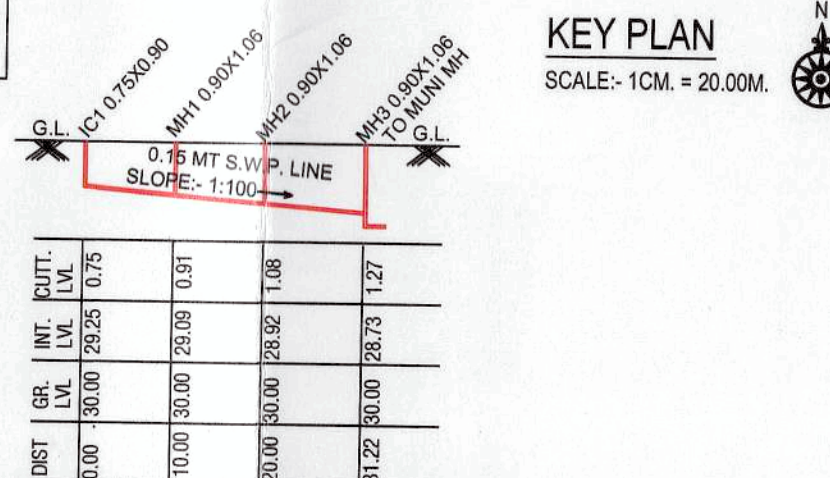 KEY PLAN
SCALE:- 1CM. = 20.00M.
N
IC1 0.75X0.90
MH1 0.90X1.06
MH2 0.90X1.06
MH3 0.90X1.06
TO MUNI MH
G.L.
G.L.
0.15 MT S.W.P. LINE
SLOPE:- 1:100
CUTT. LVL 0.75 0.91 1.08 1.27
INT. LVL 29.25 29.09 28.92 28.73
GR. LVL 30.00 30.00 30.00 30.00
DIST 0.00 10.00 20.00 31.22